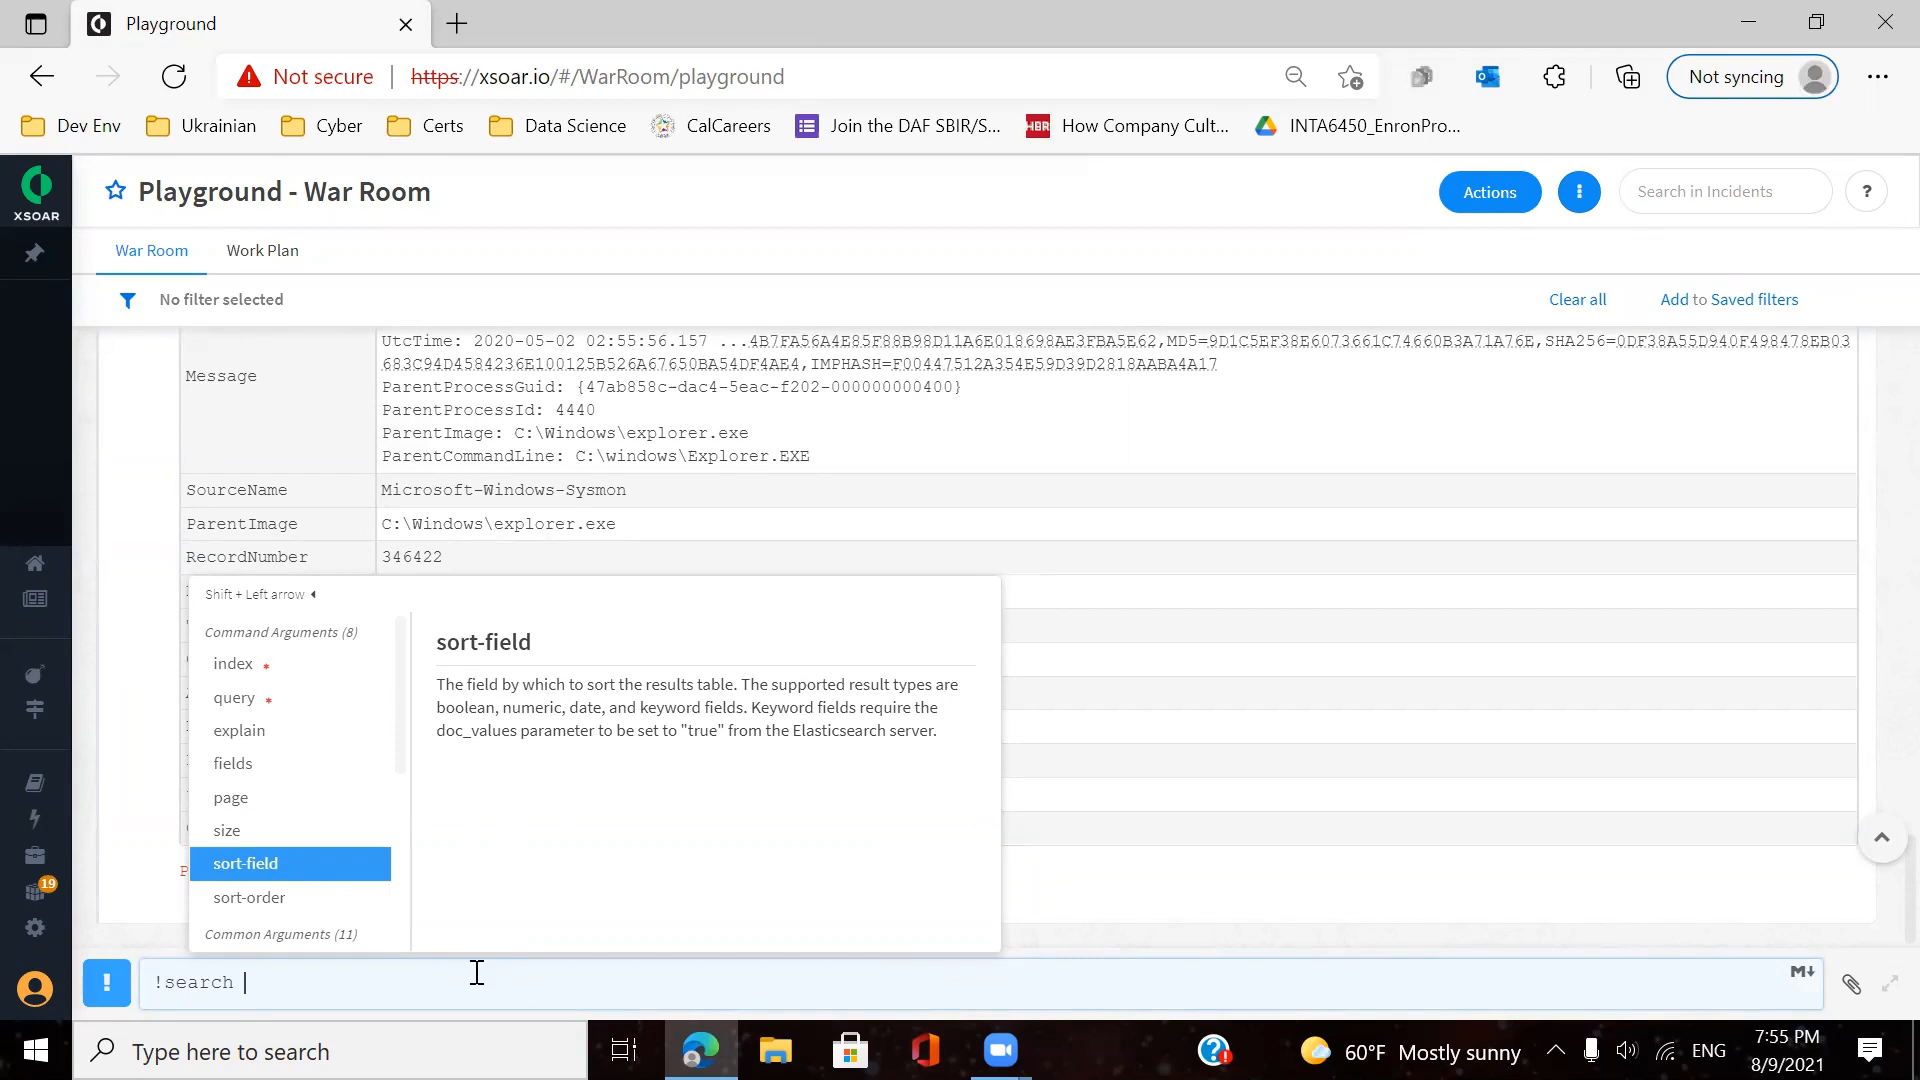 Playground
Not secure
https://xsoar.io/#/WarRoom/playground
Not syncing
Dev Env
Ukrainian
Cyber
Certs
Data Science
CalCareers
Join the DAF SBIR/S...
HBR
How Company Cult...
INTA6450_EnronPro...
XSOAR
Playground - War Room
Actions
Search in Incidents
?
War Room
Work Plan
No filter selected
Clear all
Add to Saved filters
Message
UtcTime: 2020-05-02 02:55:56.157 ...4B7FA56A4E85F88B98D11A6E018698AE3FBA5E62,MD5=9D1C5EF38E6073661C74660B3A71A76E,SHA256=0DF38A55D940F498478EB03
683C94D4584236E100125B526A67650BA54DF4AE4,IMPHASH=F00447512A354E59D39D2818AABA4A17
ParentProcessGuid: {47ab858c-dac4-5eac-f202-000000000400}
ParentProcessId: 4440
ParentImage: C:\Windows\explorer.exe
ParentCommandLine: C:\windows\Explorer.EXE
SourceName
Microsoft-Windows-Sysmon
ParentImage
C:\Windows\explorer.exe
RecordNumber
346422
Shift + Left arrow
Command Arguments (8)
index *
query *
explain
fields
page
size
sort-field
sort-order
Common Arguments (11)
sort-field
The field by which to sort the results table. The supported result types are
boolean, numeric, date, and keyword fields. Keyword fields require the
doc_values parameter to be set to "true" from the Elasticsearch server.
19
!
!search
M
Type here to search
60°F Mostly sunny
ENG
7:55 PM
8/9/2021